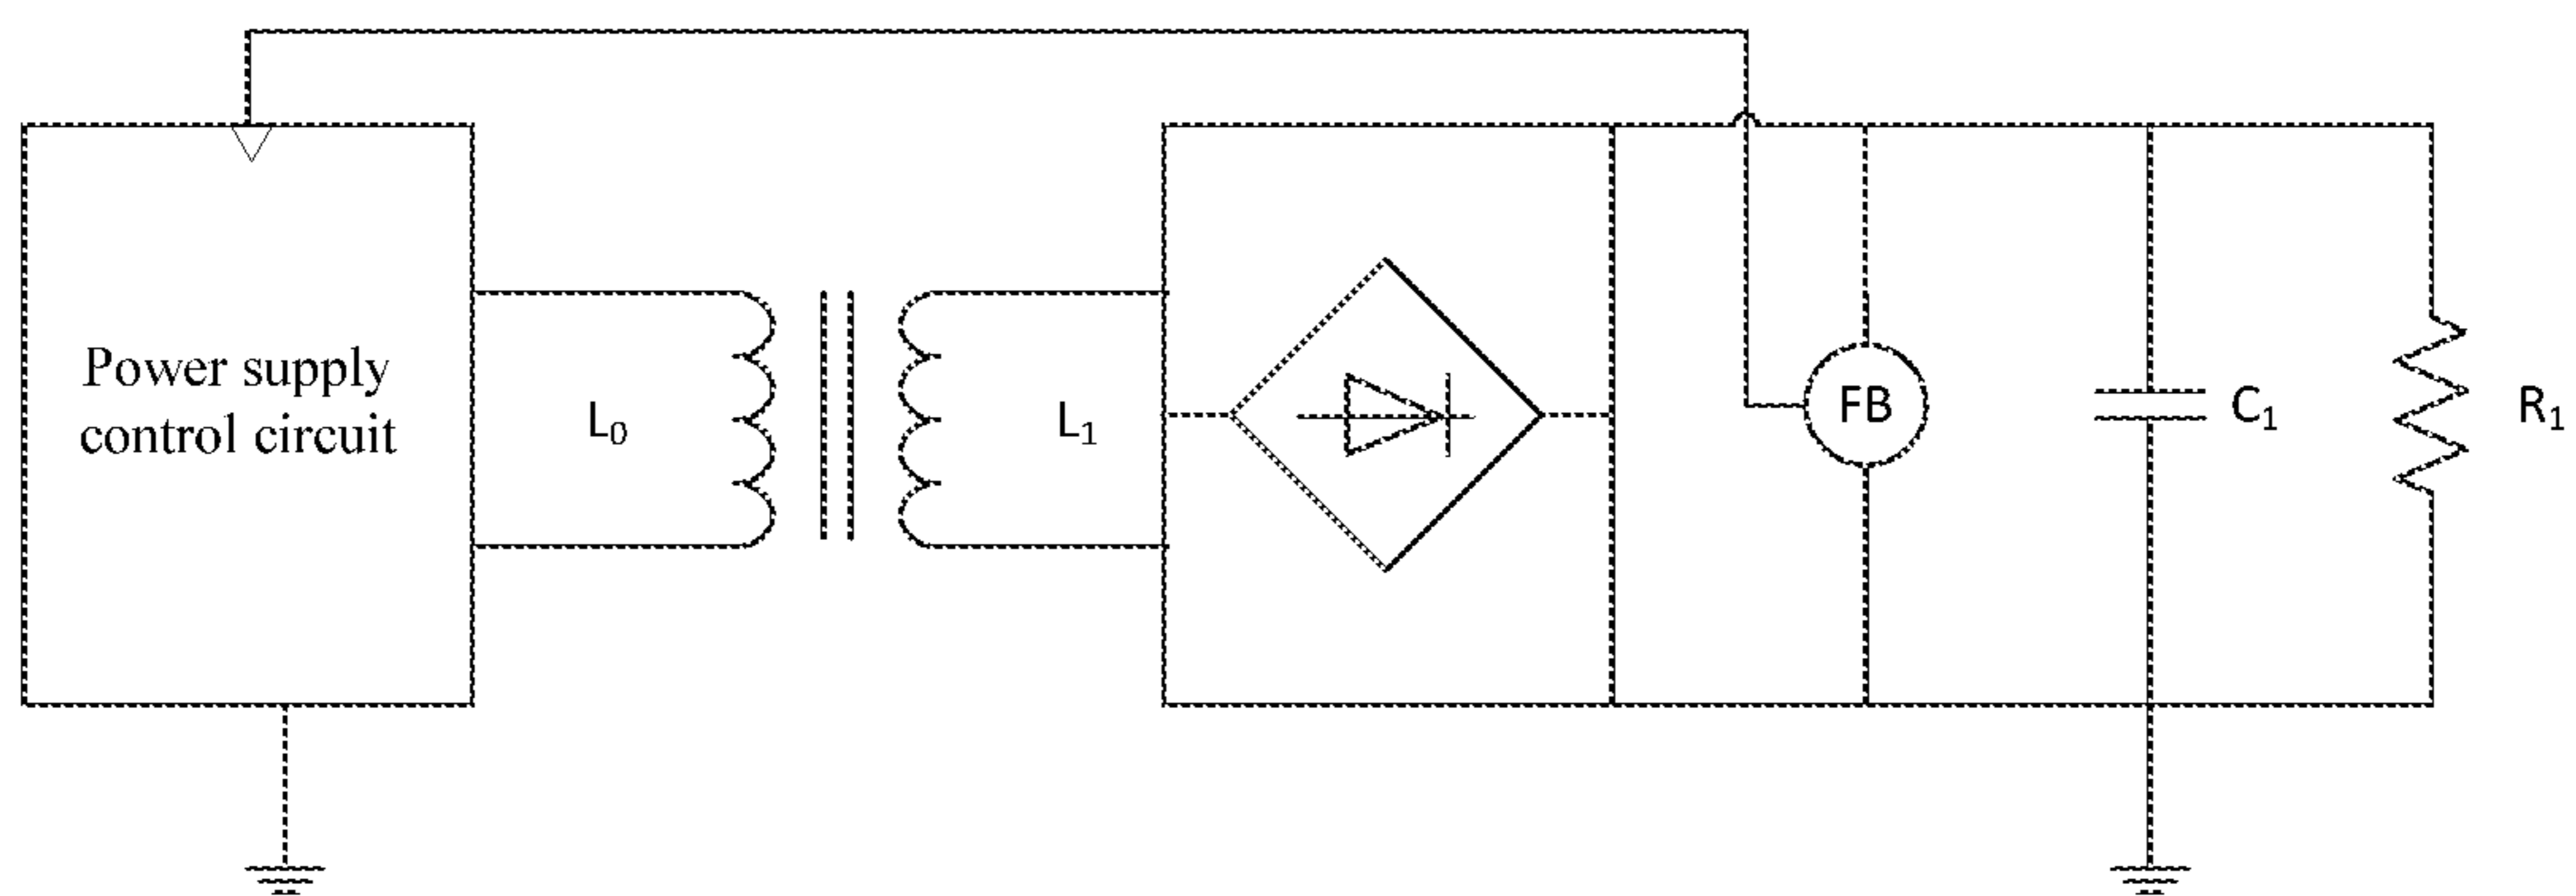 Power supply
control circuit
L₀
L₁
FB
C₁
R₁